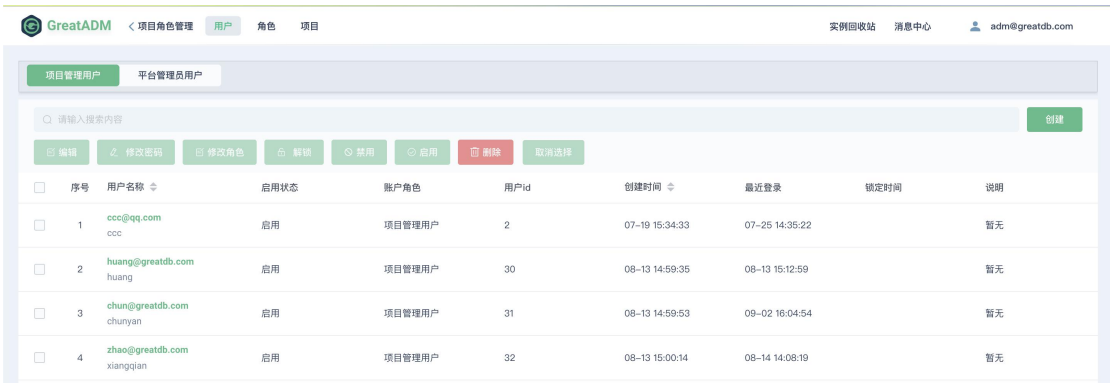 GreatADM 项目角色管理 用户 角色 项目 实例回收站 消息中心 adm@greatdb.com
项目管理用户 平台管理员用户
请输入搜索内容 创建
编辑 修改密码 修改角色 解锁 禁用 启用 删除 取消选择
序号 用户名称 启用状态 账户角色 用户id 创建时间 最近登录 锁定时间 说明
1 ccc@qq.com 启用 项目管理用户 2 07-19 15:34:33 07-25 14:35:22 暂无
ccc
2 huang@greatdb.com 启用 项目管理用户 30 08-13 14:59:35 08-13 15:12:59 暂无
huang
3 chun@greatdb.com 启用 项目管理用户 31 08-13 14:59:53 09-02 16:04:54 暂无
chunyan
4 zhao@greatdb.com 启用 项目管理用户 32 08-13 15:00:14 08-14 14:08:19 暂无
xiangqian